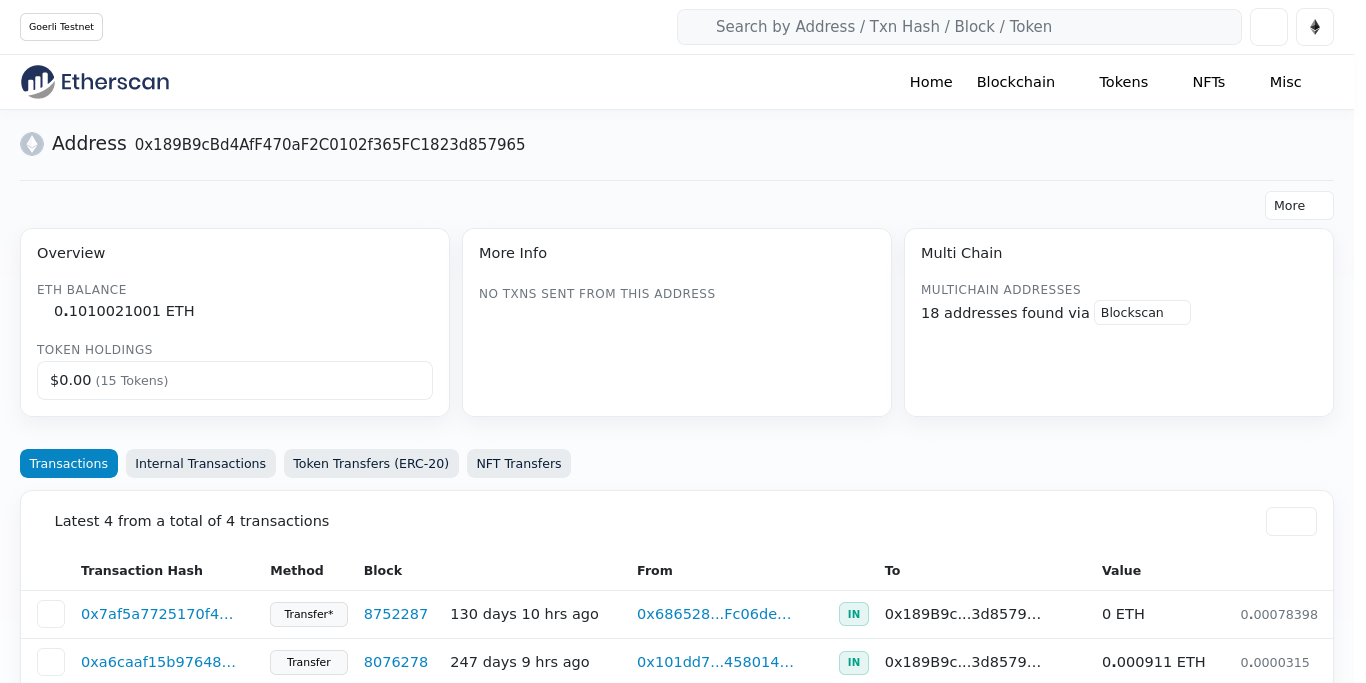 Goerli Testnet
Search by Address / Txn Hash / Block / Token
Etherscan
Home Blockchain Tokens NFTs Misc
Address 0x189B9cBd4AfF470aF2C0102f365FC1823d857965
More
Overview
ETH BALANCE
0.1010021001 ETH
TOKEN HOLDINGS
$0.00 (15 Tokens)
More Info
NO TXNS SENT FROM THIS ADDRESS
Multi Chain
MULTICHAIN ADDRESSES
18 addresses found via Blockscan
Transactions Internal Transactions Token Transfers (ERC-20) NFT Transfers
Latest 4 from a total of 4 transactions
Transaction Hash Method Block From To Value
0x7af5a7725170f4... Transfer* 8752287 130 days 10 hrs ago 0x686528...Fc06de... IN 0x189B9c...3d8579... 0 ETH 0.00078398
0xa6caaf15b97648... Transfer 8076278 247 days 9 hrs ago 0x101dd7...458014... IN 0x189B9c...3d8579... 0.000911 ETH 0.0000315